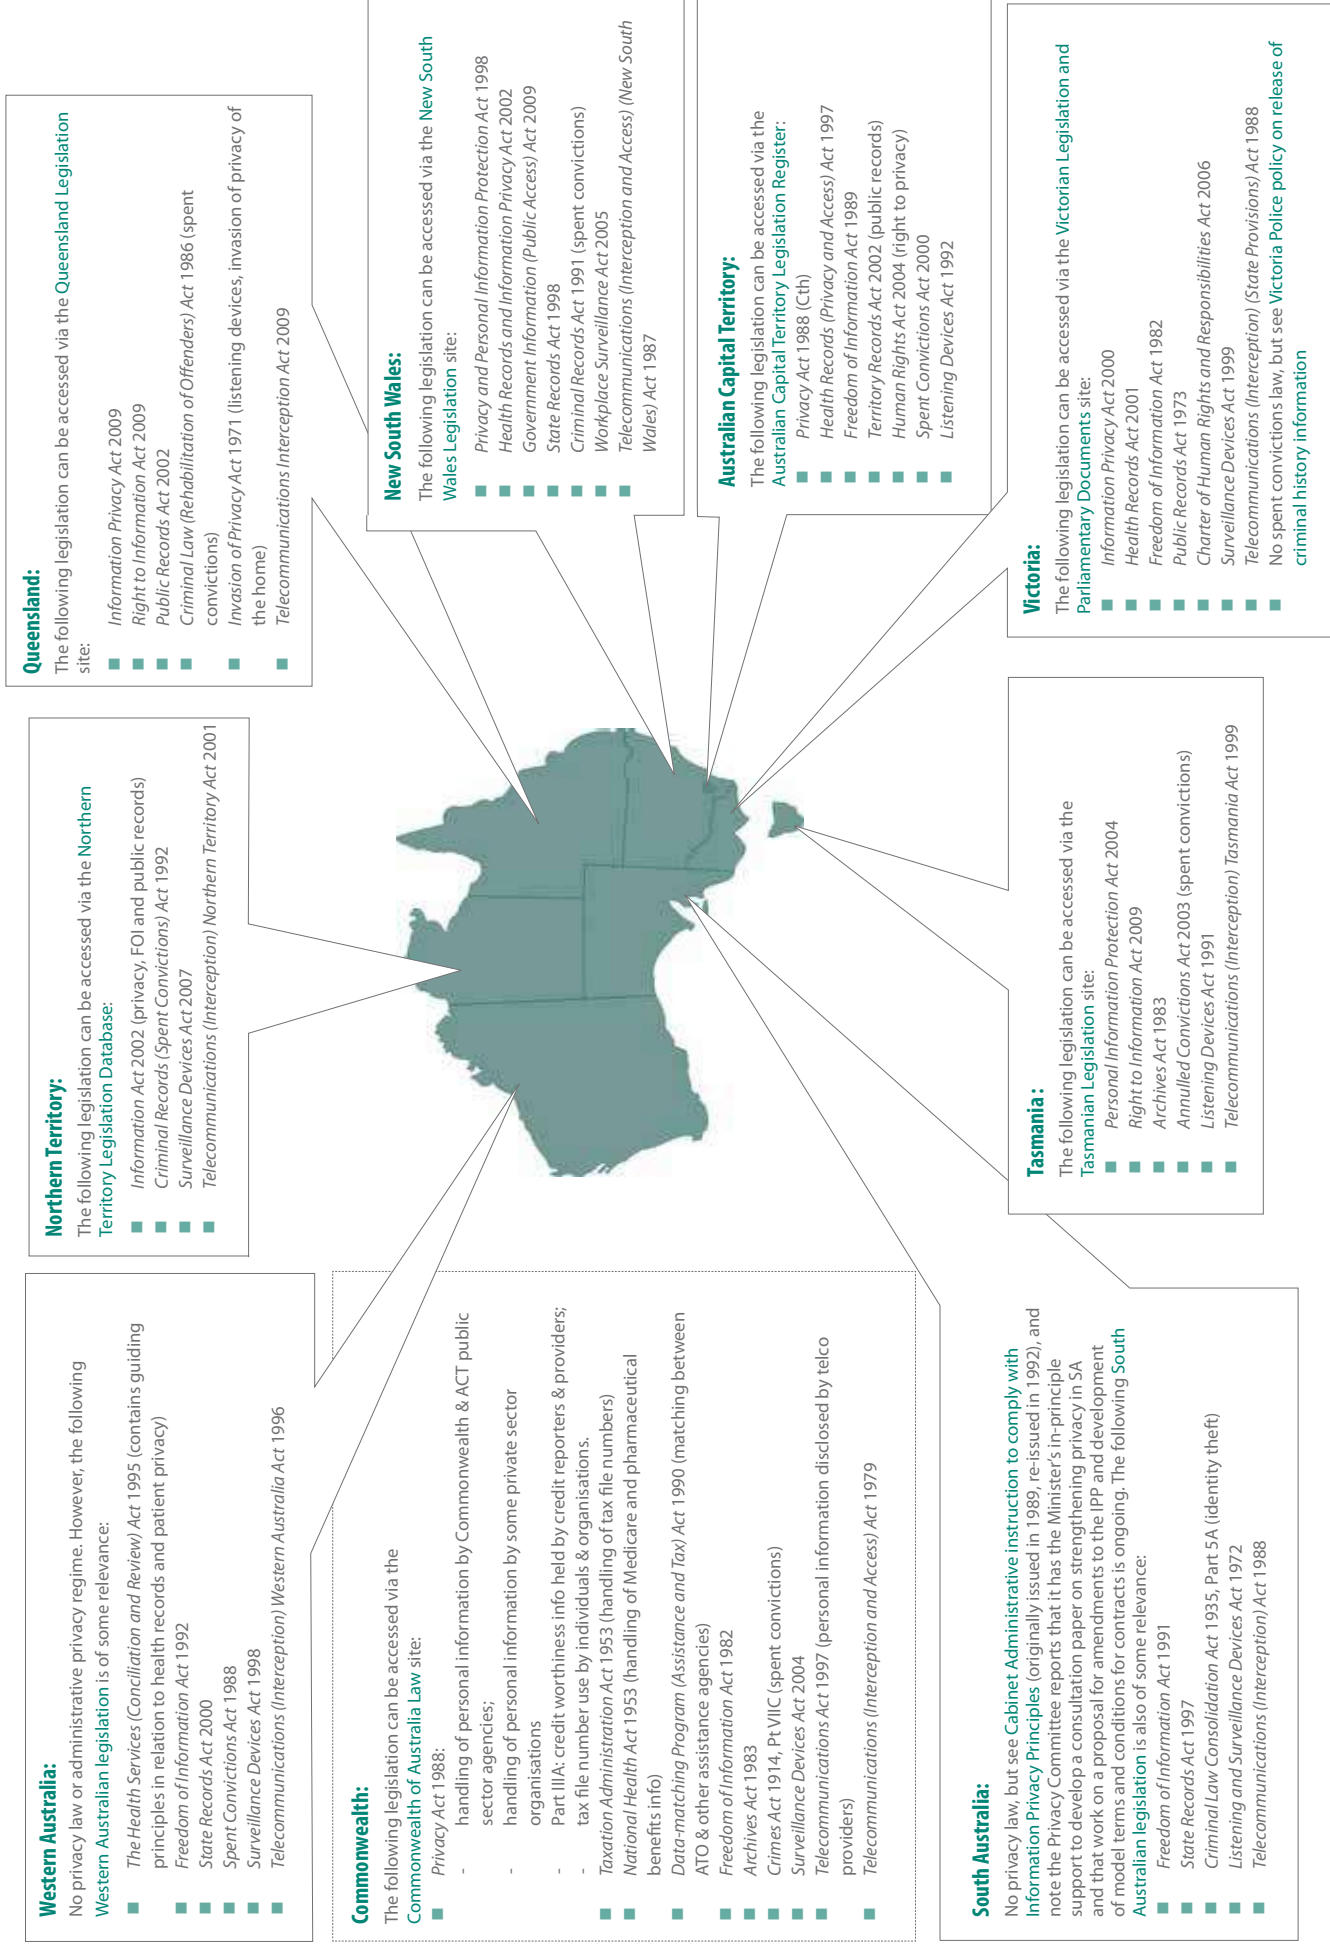 Western Australia:
No privacy law or administrative privacy regime. However, the following
Western Australian legislation is of some relevance:
■ The Health Services (Conciliation and Review) Act 1995 (contains guiding
principles in relation to health records and patient privacy)
■ Freedom of Information Act 1992
■ State Records Act 2000
■ Spent Convictions Act 1988
■ Surveillance Devices Act 1998
■ Telecommunications (Interception) Western Australia Act 1996
Northern Territory:
The following legislation can be accessed via the Northern
Territory Legislation Database:
■ Information Act 2002 (privacy, FOI and public records)
■ Criminal Records (Spent Convictions) Act 1992
■ Surveillance Devices Act 2007
■ Telecommunications (Interception) Northern Territory Act 2001
Queensland:
The following legislation can be accessed via the Queensland Legislation
site:
■ Information Privacy Act 2009
■ Right to Information Act 2009
■ Public Records Act 2002
■ Criminal Law (Rehabilitation of Offenders) Act 1986 (spent
convictions)
■ Invasion of Privacy Act 1971 (listening devices, invasion of privacy of
the home)
■ Telecommunications Interception Act 2009
Commonwealth:
The following legislation can be accessed via the
Commonwealth of Australia Law site:
■ Privacy Act 1988:
- handling of personal information by Commonwealth & ACT public
sector agencies;
- handling of personal information by some private sector
organisations
- Part IIIA: credit worthiness info held by credit reporters & providers;
- tax file number use by individuals & organisations.
■ Taxation Administration Act 1953 (handling of tax file numbers)
■ National Health Act 1953 (handling of Medicare and pharmaceutical
benefits info)
■ Data-matching Program (Assistance and Tax) Act 1990 (matching between
ATO & other assistance agencies)
■ Freedom of Information Act 1982
■ Archives Act 1983
■ Crimes Act 1914, Pt VIIC (spent convictions)
■ Surveillance Devices Act 2004
■ Telecommunications Act 1997 (personal information disclosed by telco
providers)
■ Telecommunications (Interception and Access) Act 1979
New South Wales:
The following legislation can be accessed via the New South
Wales Legislation site:
■ Privacy and Personal Information Protection Act 1998
■ Health Records and Information Privacy Act 2002
■ Government Information (Public Access) Act 2009
■ State Records Act 1998
■ Criminal Records Act 1991 (spent convictions)
■ Workplace Surveillance Act 2005
■ Telecommunications (Interception and Access) (New South
Wales) Act 1987
Australian Capital Territory:
The following legislation can be accessed via the
Australian Capital Territory Legislation Register:
■ Privacy Act 1988 (Cth)
■ Health Records (Privacy and Access) Act 1997
■ Freedom of Information Act 1989
■ Territory Records Act 2002 (public records)
■ Human Rights Act 2004 (right to privacy)
■ Spent Convictions Act 2000
■ Listening Devices Act 1992
South Australia:
No privacy law, but see Cabinet Administrative instruction to comply with
Information Privacy Principles (originally issued in 1989, re-issued in 1992), and
note the Privacy Committee reports that it has the Minister's in-principle
support to develop a consultation paper on strengthening privacy in SA
and that work on a proposal for amendments to the IPP and development
of model terms and conditions for contracts is ongoing. The following South
Australian legislation is also of some relevance:
■ Freedom of Information Act 1991
■ State Records Act 1997
■ Criminal Law Consolidation Act 1935, Part 5A (identity theft)
■ Listening and Surveillance Devices Act 1972
■ Telecommunications (Interception) Act 1988
Tasmania :
The following legislation can be accessed via the
Tasmanian Legislation site:
■ Personal Information Protection Act 2004
■ Right to Information Act 2009
■ Archives Act 1983
■ Annulled Convictions Act 2003 (spent convictions)
■ Listening Devices Act 1991
■ Telecommunications (Interception) Tasmania Act 1999
Victoria:
The following legislation can be accessed via the Victorian Legislation and
Parliamentary Documents site:
■ Information Privacy Act 2000
■ Health Records Act 2001
■ Freedom of Information Act 1982
■ Public Records Act 1973
■ Charter of Human Rights and Responsibilities Act 2006
■ Surveillance Devices Act 1999
■ Telecommunications (Interception) (State Provisions) Act 1988
■ No spent convictions law, but see Victoria Police policy on release of
criminal history information